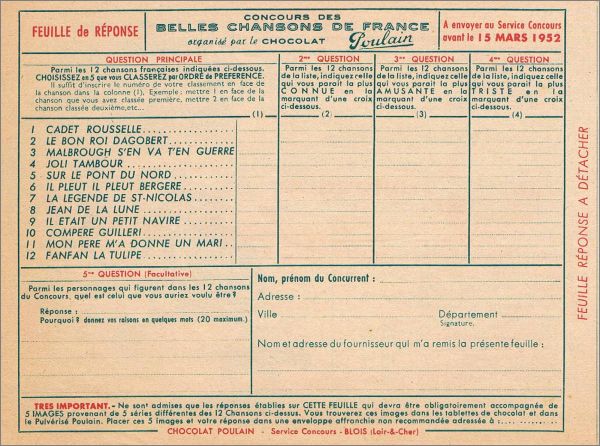 FEUILLE de RÉPONSE
CONCOURS DES
BELLES CHANSONS DE FRANCE
organisé par le CHOCOLAT Poulain
A envoyer au Service Concours
avant le 15 MARS 1952
QUESTION PRINCIPALE
Parmi les 12 chansons françaises indiquées ci-dessous.
CHOISISSEZ en 5 que vous CLASSEREZ par ORDRE de PREFERENCE.
Il suffit d'inscrire le numéro de votre classement en face de
la chanson dans la colonne (1). Exemple : mettre 1 en face de la
chanson que vous avez classée première, mettre 2 en face de la
chanson classée deuxième, etc...
(1)
2me QUESTION
Parmi les 12 chansons
de la liste, indiquez celle
qui vous paraît la plus
CONNUE en la
marquant d'une croix
ci-dessous.
(2)
3me QUESTION
Parmi les 12 chansons
de la liste, indiquez celle
qui vous paraît la plus
AMUSANTE en la
marquant d'une croix
ci-dessous.
(3)
4me QUESTION
Parmi les 12 chansons
de la liste, indiquez celle
qui vous paraît la plus
TRISTE en la
marquant d'une croix
ci-dessous.
(4)
1 CADET ROUSSELLE
2 LE BON ROI DAGOBERT
3 MALBROUGH S'EN VA T'EN GUERRE
4 JOLI TAMBOUR
5 SUR LE PONT DU NORD
6 IL PLEUT IL PLEUT BERGERE
7 LA LEGENDE DE ST-NICOLAS
8 JEAN DE LA LUNE
9 IL ETAIT UN PETIT NAVIRE
10 COMPERE GUILLERI
11 MON PERE M'A DONNE UN MARI
12 FANFAN LA TULIPE
5me QUESTION (Facultative)
Parmi les personnages qui figurent dans les 12 chansons
du Concours, quel est celui que vous auriez voulu être ?
Réponse :
Pourquoi ? donnez vos raisons en quelques mots (20 maximum.)
Nom, prénom du Concurrent :
Adresse :
Ville Département
Signature.
Nom et adresse du fournisseur qui m'a remis la présente feuille :
TRES IMPORTANT. - Ne sont admises que les réponses établies sur CETTE FEUILLE qui devra être obligatoirement accompagnée de
5 IMAGES provenant de 5 séries différentes des 12 Chansons ci-dessus. Vous trouverez ces images dans les tablettes de chocolat et dans
le Pulvérisé Poulain. Placer ces 5 images et votre réponse dans une enveloppe affranchie non recommandée adressée à :
CHOCOLAT POULAIN - Service Concours - BLOIS (Loir-&-Cher)
FEUILLE RÉPONSE A DÉTACHER